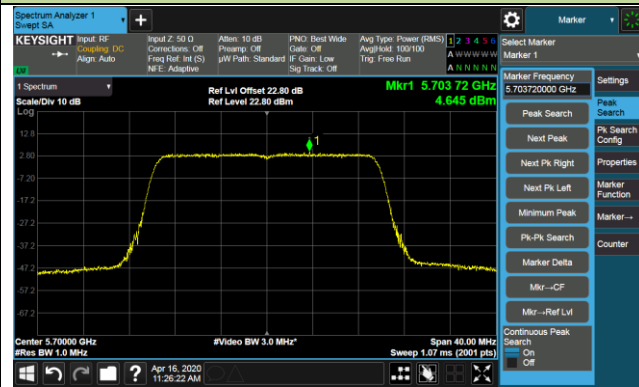 Spectrum Analyzer 1
Swept SA
Marker
KEYSIGHT
Input: RF
Coupling: DC
Align: Auto
Input Z: 50 Ω
Corrections: Off
Freq Ref: Int (S)
NFE: Adaptive
Atten: 10 dB
Preamp: Off
µW Path: Standard
PNO: Best Wide
Gate: Off
IF Gain: Low
Sig Track: Off
Avg Type: Power (RMS)
Avg|Hold: 100/100
Trig: Free Run
1 2 3 4 5 6
A W W W W W
A N N N N N
Select Marker
Marker 1
LXI
1 Spectrum
Scale/Div 10 dB
Log
Ref Lvl Offset 22.80 dB
Ref Level 22.80 dBm
Mkr1 5.703 72 GHz
4.645 dBm
12.8
2.80
-7.20
-17.2
-27.2
-37.2
-47.2
-57.2
-67.2
1
Center 5.70000 GHz
#Res BW 1.0 MHz
#Video BW 3.0 MHz*
Span 40.00 MHz
Sweep 1.07 ms (2001 pts)
Marker Frequency
5.703720000 GHz
Peak Search
Next Peak
Next Pk Right
Next Pk Left
Minimum Peak
Pk-Pk Search
Marker Delta
Mkr→CF
Mkr→Ref Lvl
Continuous Peak
Search
On
Off
Settings
Peak
Search
Pk Search
Config
Properties
Marker
Function
Marker→
Counter
Apr 16, 2020
11:26:22 AM